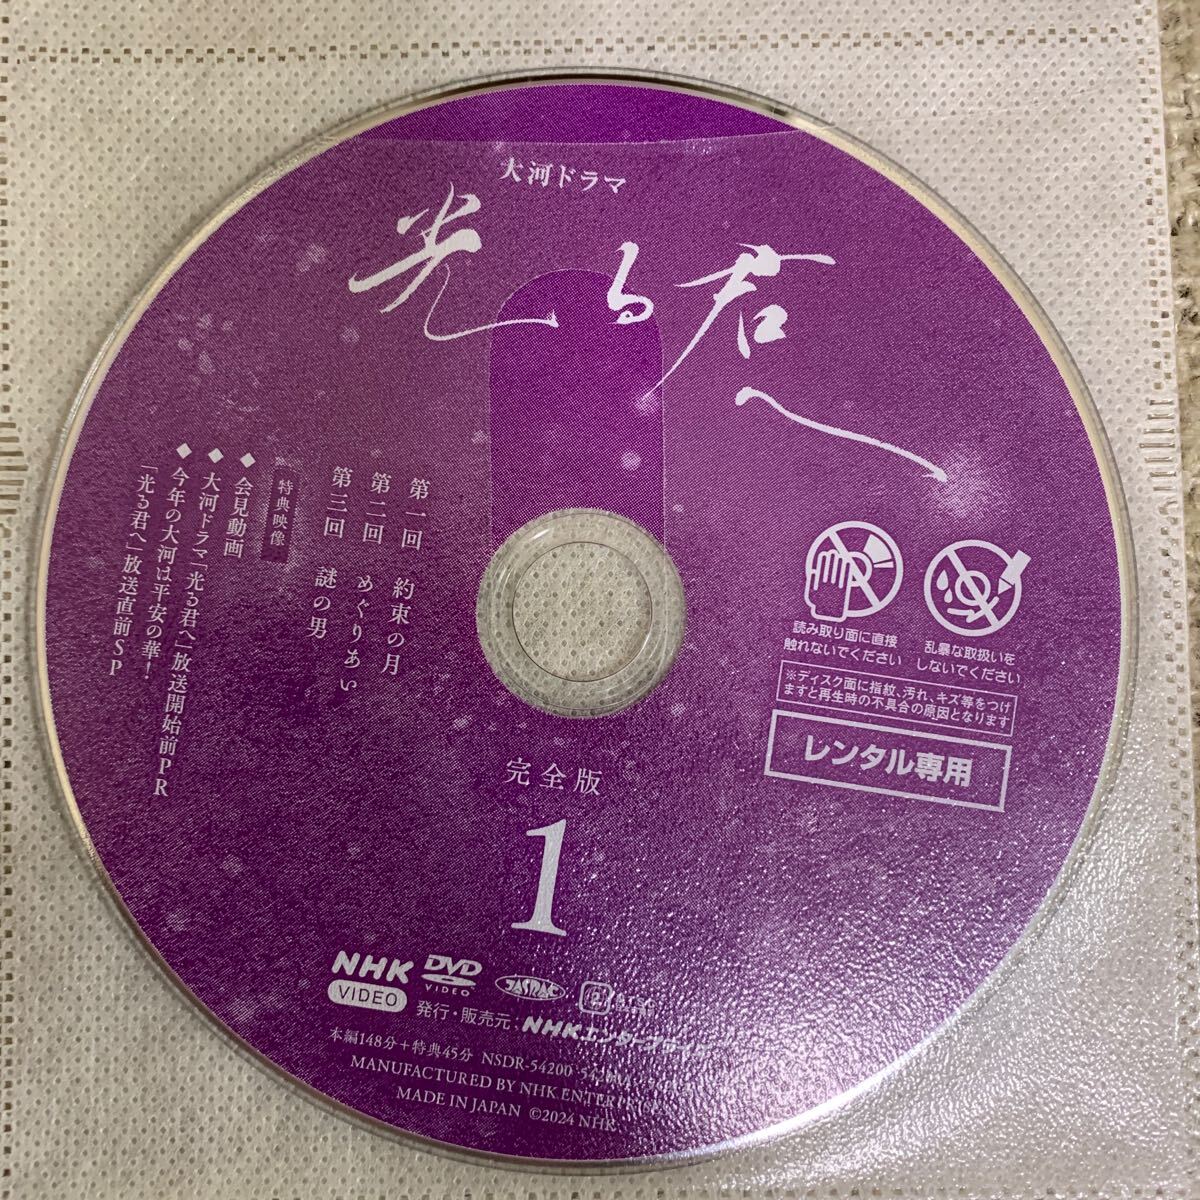 大河ドラマ
光る君へ
第一回 約束の月
第二回 めぐりあい
第三回 謎の男
特典映像
◆会見動画
◆大河ドラマ「光る君へ」放送開始前PR
◆今年の大河は平安の華!
「光る君へ」放送直前SP
読み取り面に直接
触れないでください
乱暴な取扱いを
しないでください
※ディスク面に指紋、汚れ、キズ等をつけ
ますと再生時の不具合の原因となります
レンタル専用
完全版
1
NHK
VIDEO
DVD
VIDEO
JASRAC
2
発行・販売元:NHKエンタープライズ
本編148分+特典45分 NSDR-54200
MANUFACTURED BY NHK ENTERPRISES
MADE IN JAPAN ©2024 NHK